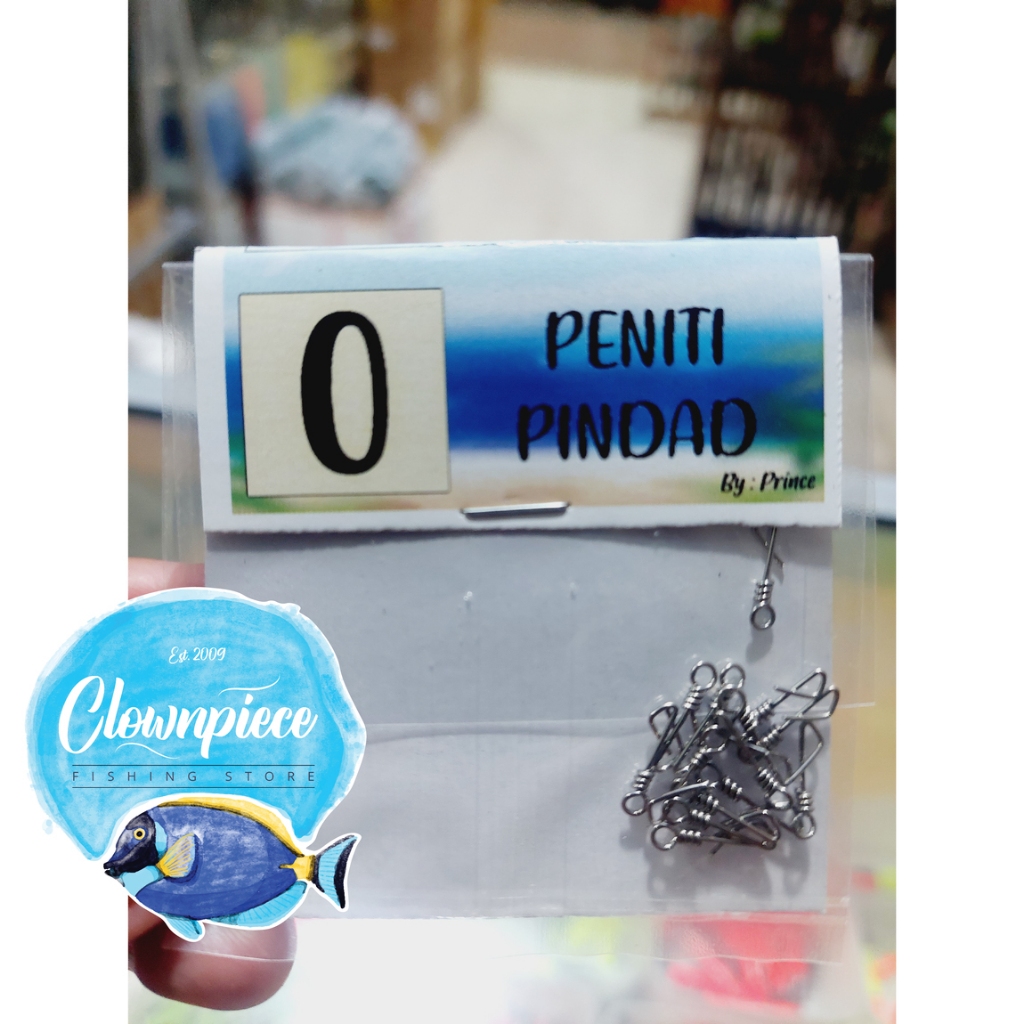 0
PENITI
PINDAD
By : Prince
Est. 2009
Clownpiece
FISHING STORE